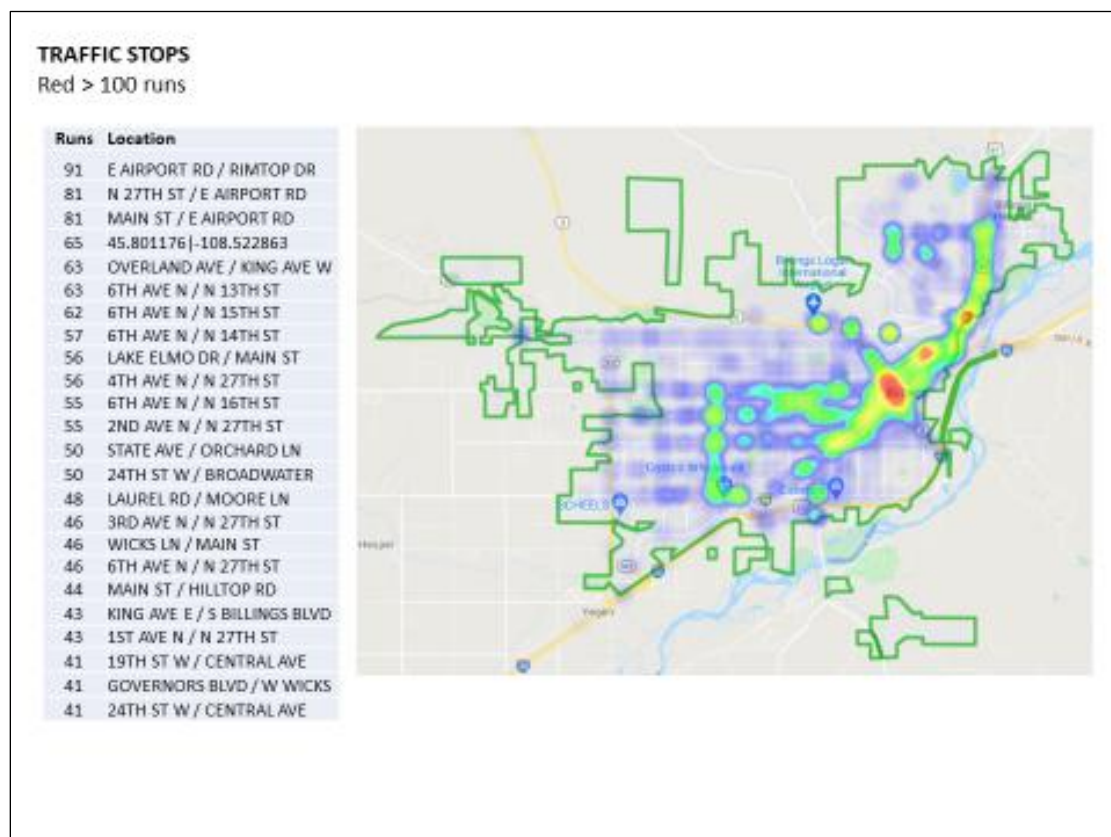 TRAFFIC STOPS
Red > 100 runs
Runs Location
91 E AIRPORT RD / RIMTOP DR
81 N 27TH ST / E AIRPORT RD
81 MAIN ST / E AIRPORT RD
65 45.801176|-108.522863
63 OVERLAND AVE / KING AVE W
63 6TH AVE N / N 13TH ST
62 6TH AVE N / N 15TH ST
57 6TH AVE N / N 14TH ST
56 LAKE ELMO DR / MAIN ST
56 4TH AVE N / N 27TH ST
55 6TH AVE N / N 16TH ST
55 2ND AVE N / N 27TH ST
50 STATE AVE / ORCHARD LN
50 24TH ST W / BROADWATER
48 LAUREL RD / MOORE LN
46 3RD AVE N / N 27TH ST
46 WICKS LN / MAIN ST
46 6TH AVE N / N 27TH ST
44 MAIN ST / HILLTOP RD
43 KING AVE E / S BILLINGS BLVD
43 1ST AVE N / N 27TH ST
41 19TH ST W / CENTRAL AVE
41 GOVERNORS BLVD / W WICKS
41 24TH ST W / CENTRAL AVE
Billings Logan
International
SCHEELS